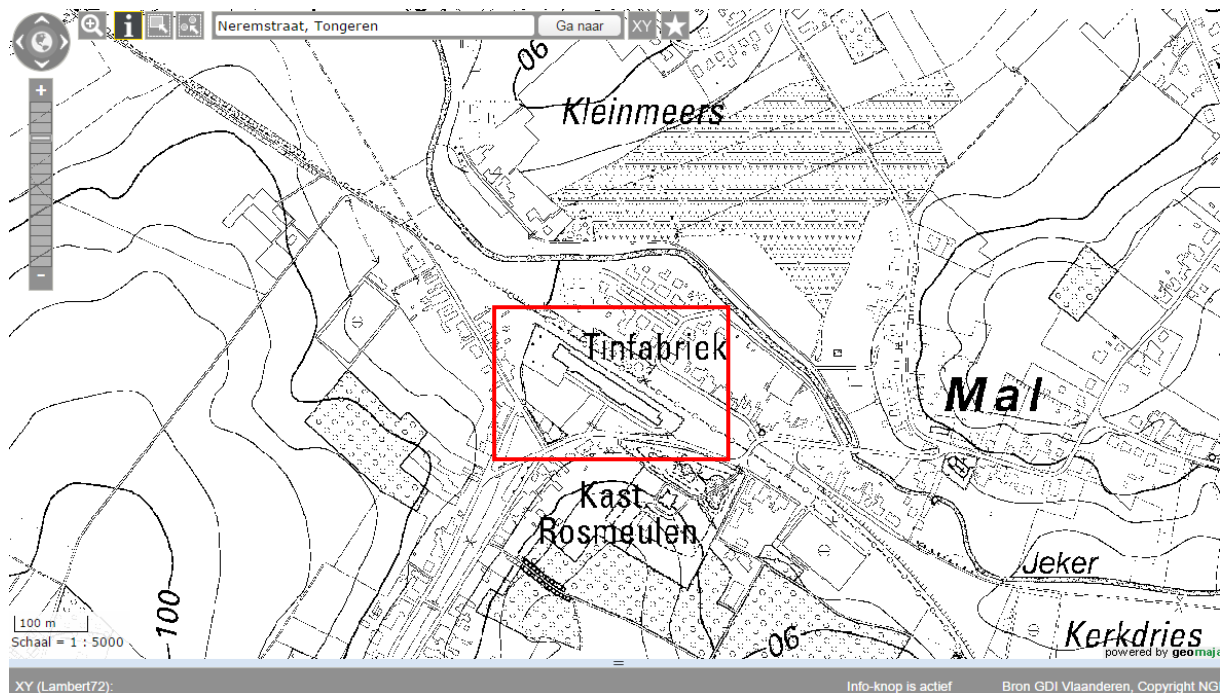 Neremstraat, Tongeren
Ga naar
XY
06
Kleinmeers
Tinfabriek
Mal
Kast
Rosmeulen
Jeker
100
06
Kerkdries
100 m
Schaal = 1 : 5000
powered by geomaja
XY (Lambert72):
Info-knop is actief
Bron GDI Vlaanderen, Copyright NGI